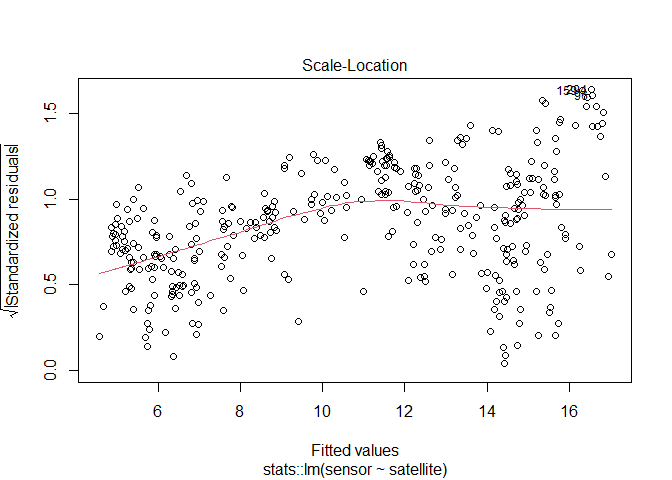 Scale-Location
√|Standardized residuals|
1.5
1.0
0.5
0.0
6 8 10 12 14 16
Fitted values
stats::lm(sensor ~ satellite)